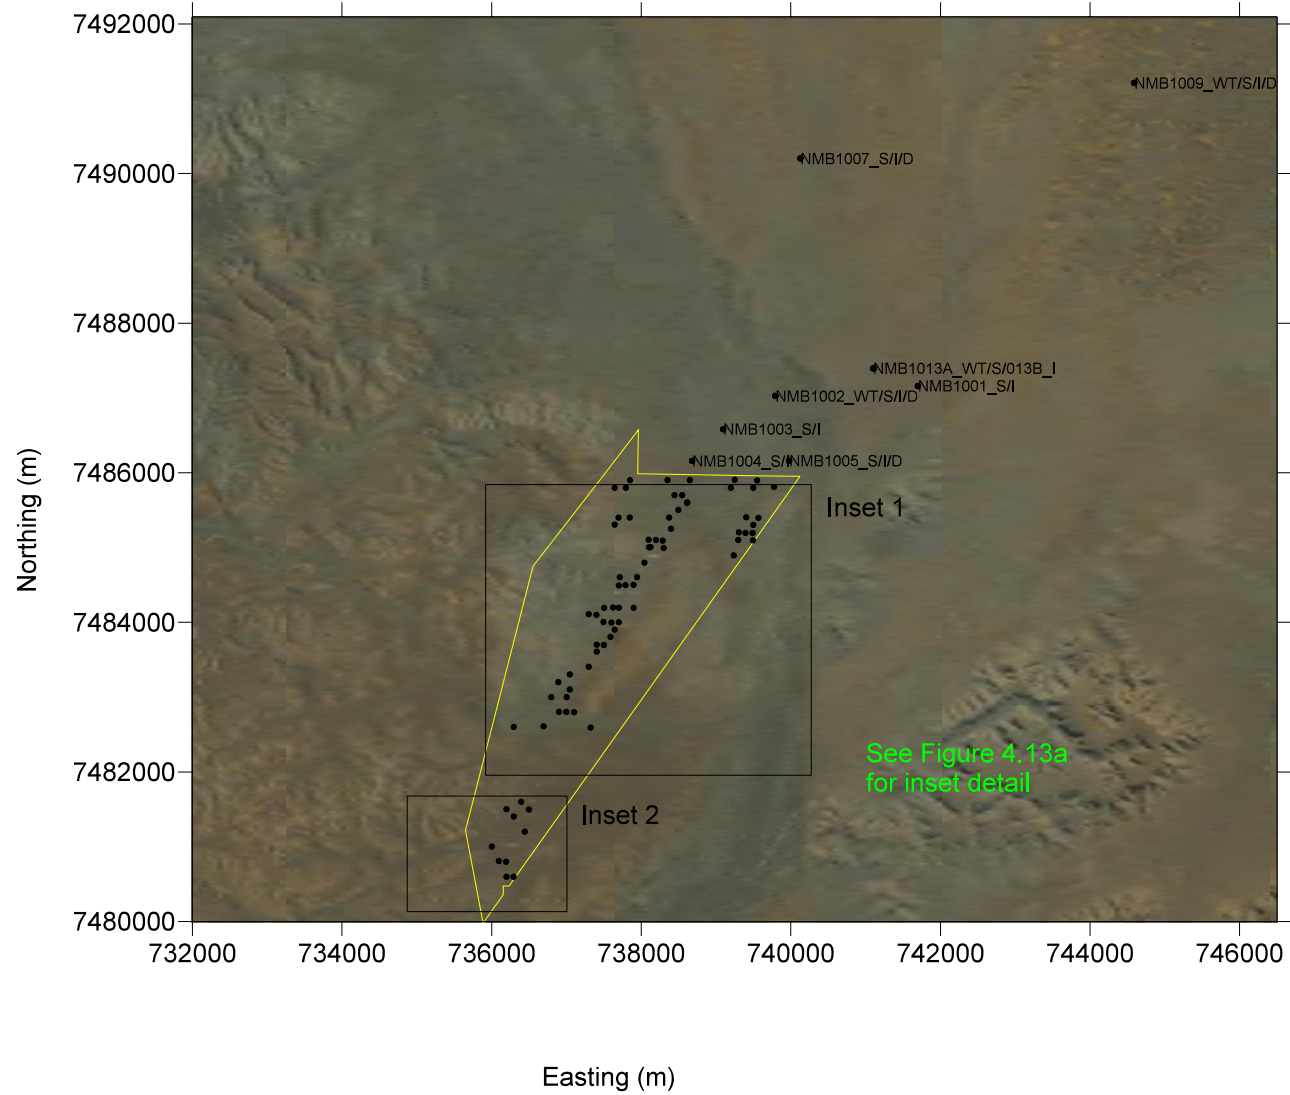 7492000
NMB1009_WT/S/I/D
NMB1007_S/I/D
7490000
7488000
NMB1013A_WT/S/013B_I
NMB1001_S/I
NMB1002_WT/S/I/D
NMB1003_S/I
NMB1004_S/I
NMB1005_S/I/D
7486000
Inset 1
7484000
See Figure 4.13a
for inset detail
7482000
Inset 2
7480000
732000 734000 736000 738000 740000 742000 744000 746000
Northing (m)
Easting (m)